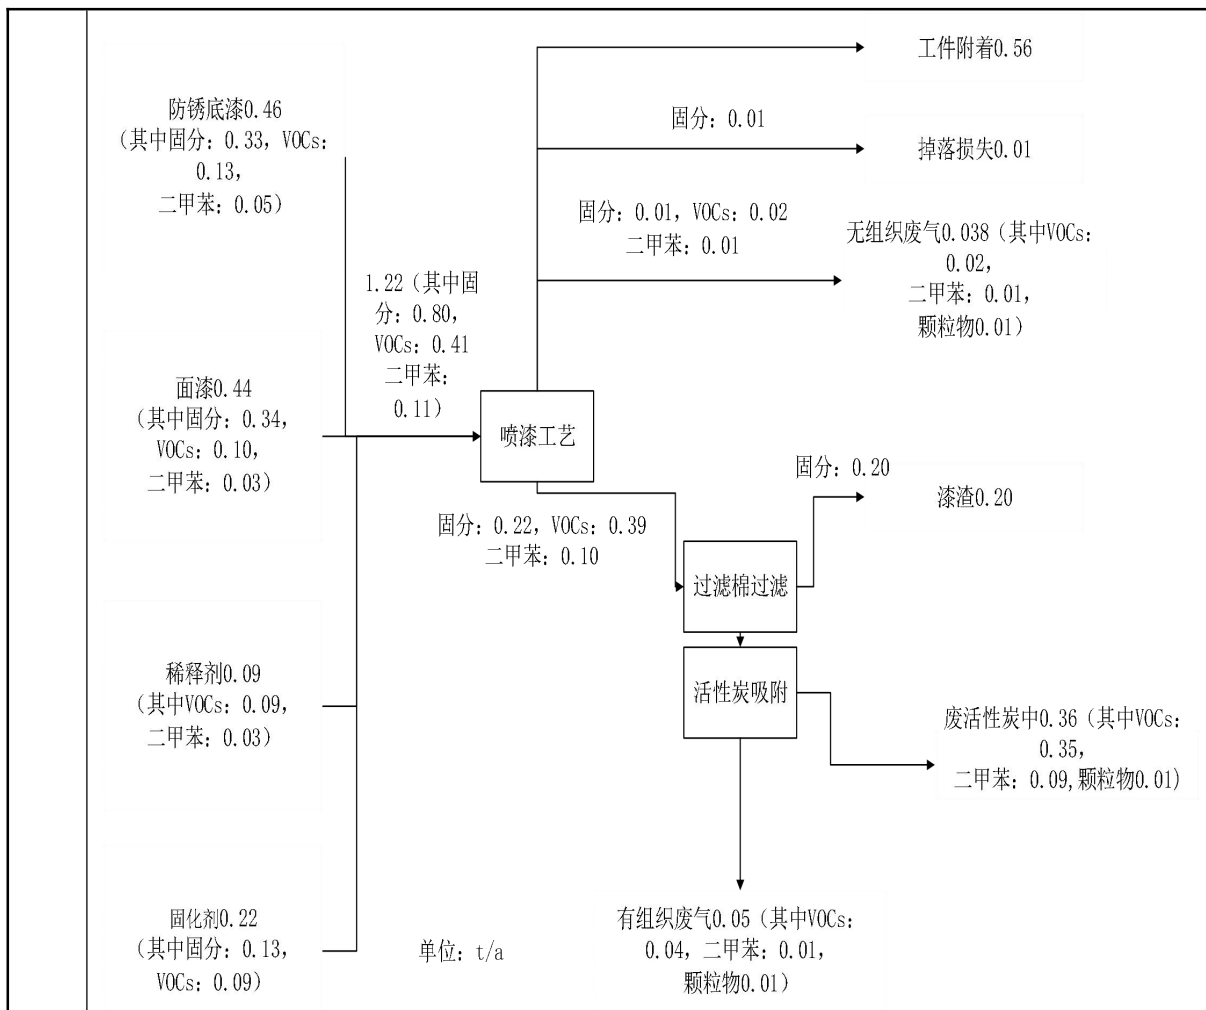 工件附着0.56
固分：0.01
掉落损失0.01
防锈底漆0.46
（其中固分：0.33，VOCs：
0.13，
二甲苯：0.05）
固分：0.01，VOCs：0.02
二甲苯：0.01
无组织废气0.038（其中VOCs：
0.02，
二甲苯：0.01，
颗粒物0.01）
1.22（其中固
分：0.80，
VOCs：0.41
二甲苯：
0.11）
面漆0.44
（其中固分：0.34，
VOCs：0.10，
二甲苯：0.03）
喷漆工艺
固分：0.20
漆渣0.20
固分：0.22，VOCs：0.39
二甲苯：0.10
过滤棉过滤
稀释剂0.09
（其中VOCs：0.09，
二甲苯：0.03）
活性炭吸附
废活性炭中0.36（其中VOCs：
0.35，
二甲苯：0.09,颗粒物0.01）
固化剂0.22
（其中固分：0.13，
VOCs：0.09）
单位：t/a
有组织废气0.05（其中VOCs：
0.04，二甲苯：0.01，
颗粒物0.01）